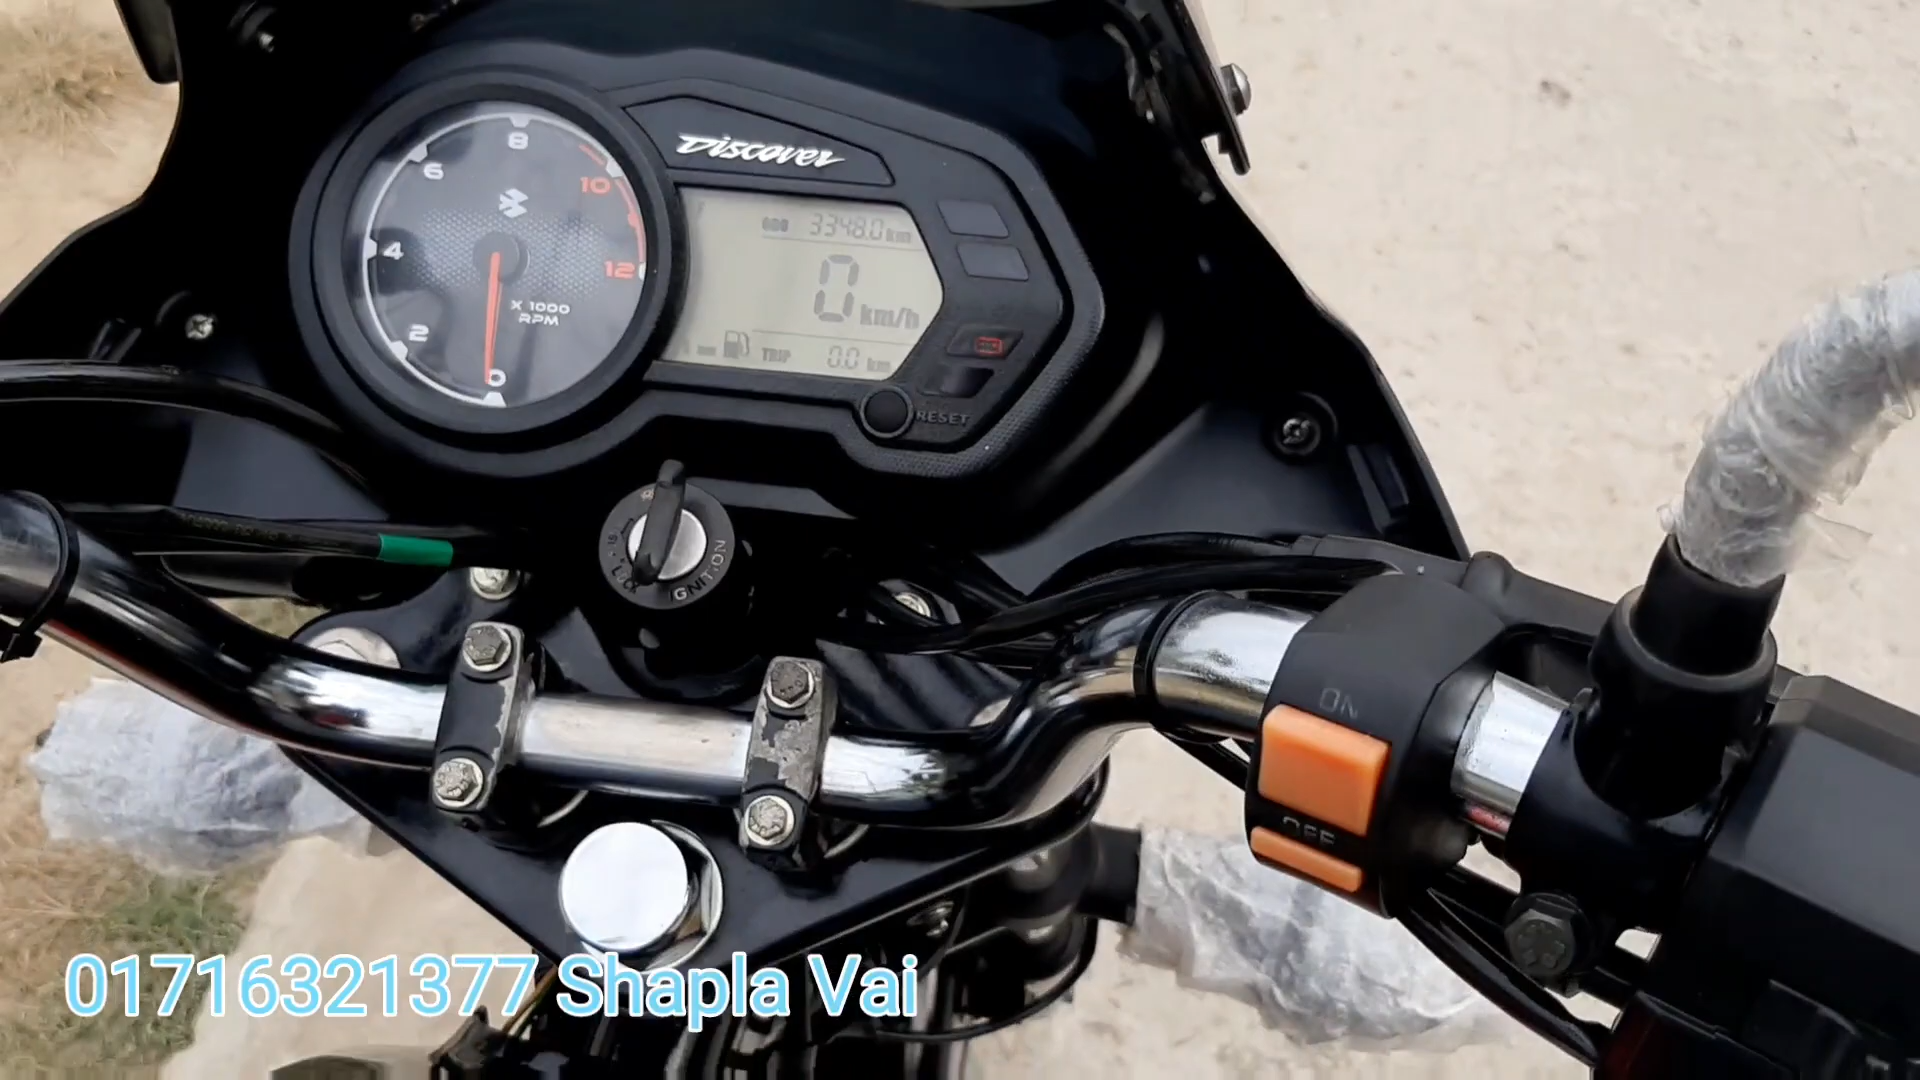 8
6
10
4
12
2
0
X 1000
RPM
Discover
ODO 3348.0 km
0 km/h
TRIP 0.0 km
RESET
LOCK
IGNITION
ON
OFF
01716321377 Shapla Vai